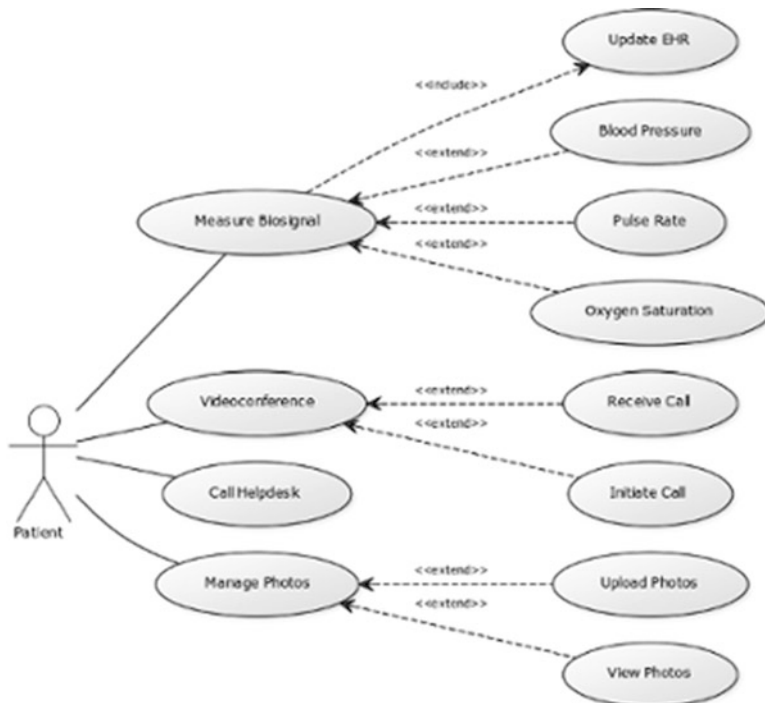 Update EHR
<<include>>
Blood Pressure
<<extend>>
Measure Biosignal
<<extend>>
Pulse Rate
<<extend>>
Oxygen Saturation
Videoconference
<<extend>>
Receive Call
<<extend>>
Call Helpdesk
Initiate Call
Patient
Manage Photos
<<extend>>
Upload Photos
<<extend>>
View Photos